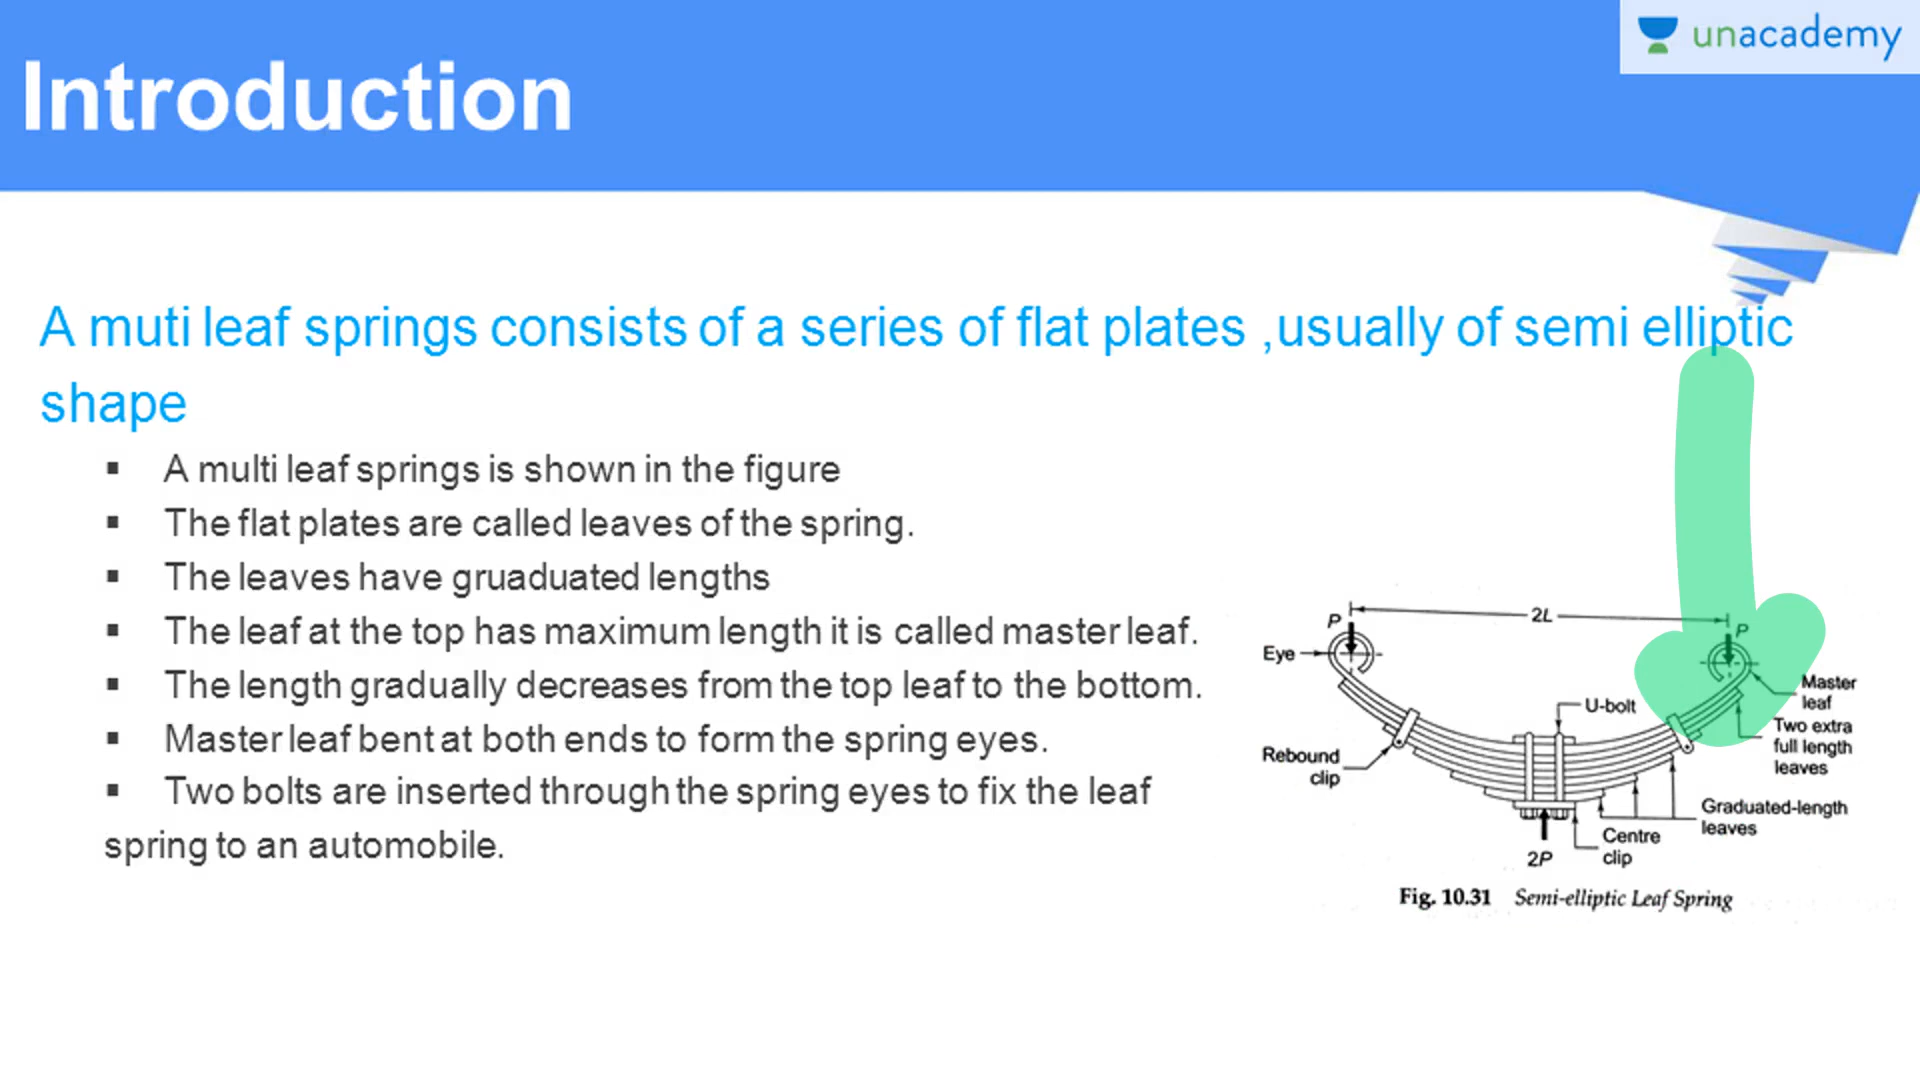 unacademy
Introduction
A muti leaf springs consists of a series of flat plates ,usually of semi elliptic
shape
▪ A multi leaf springs is shown in the figure
▪ The flat plates are called leaves of the spring.
▪ The leaves have gruaduated lengths
▪ The leaf at the top has maximum length it is called master leaf.
▪ The length gradually decreases from the top leaf to the bottom.
▪ Master leaf bent at both ends to form the spring eyes.
▪ Two bolts are inserted through the spring eyes to fix the leaf
spring to an automobile.
P
2L
P
Eye
Master
leaf
U-bolt
Two extra
full length
leaves
Rebound
clip
Graduated-length
leaves
Centre
clip
2P
Fig. 10.31 Semi-elliptic Leaf Spring